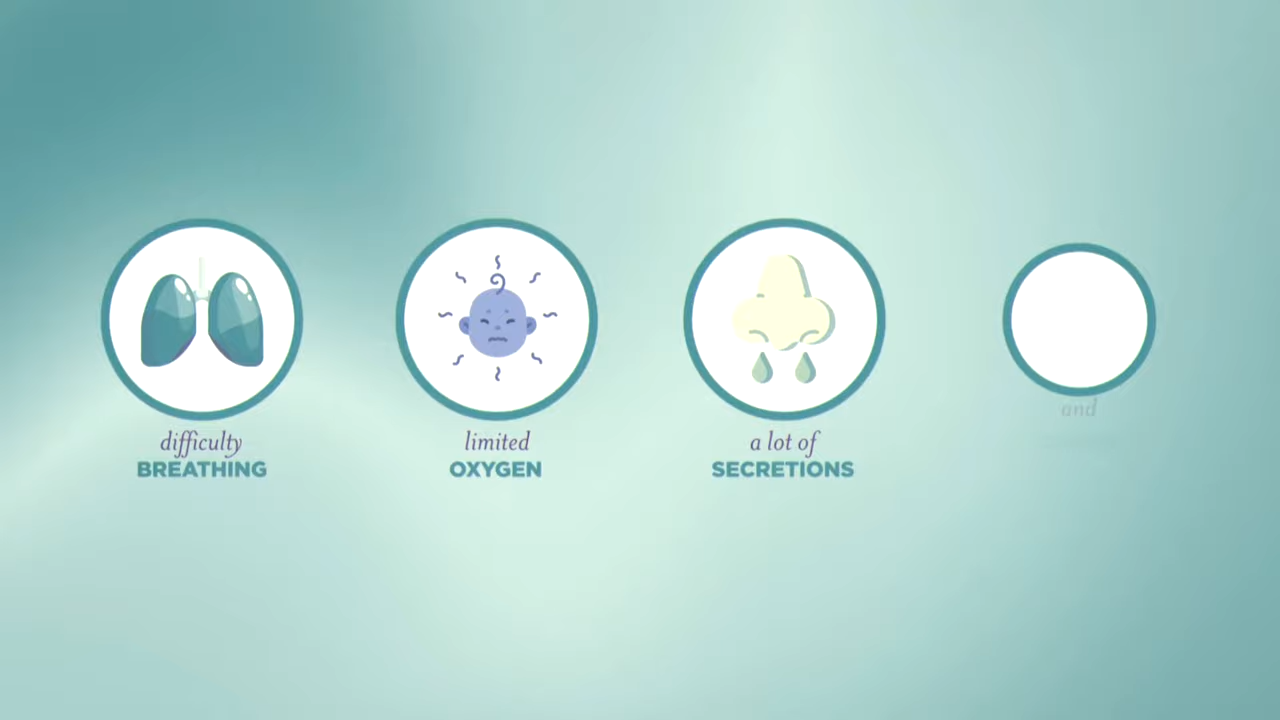 difficulty
BREATHING
limited
OXYGEN
a lot of
SECRETIONS
and